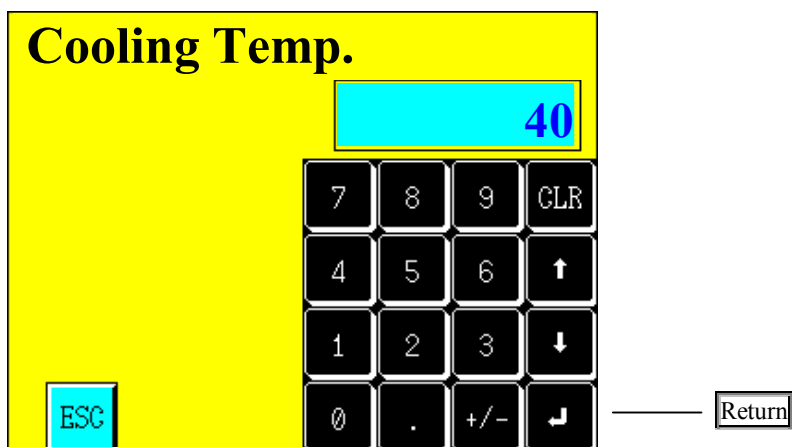 Cooling Temp.
40
7 8 9 CLR
4 5 6 ↑
1 2 3 ↓
ESC 0 . +/- ↵ Return